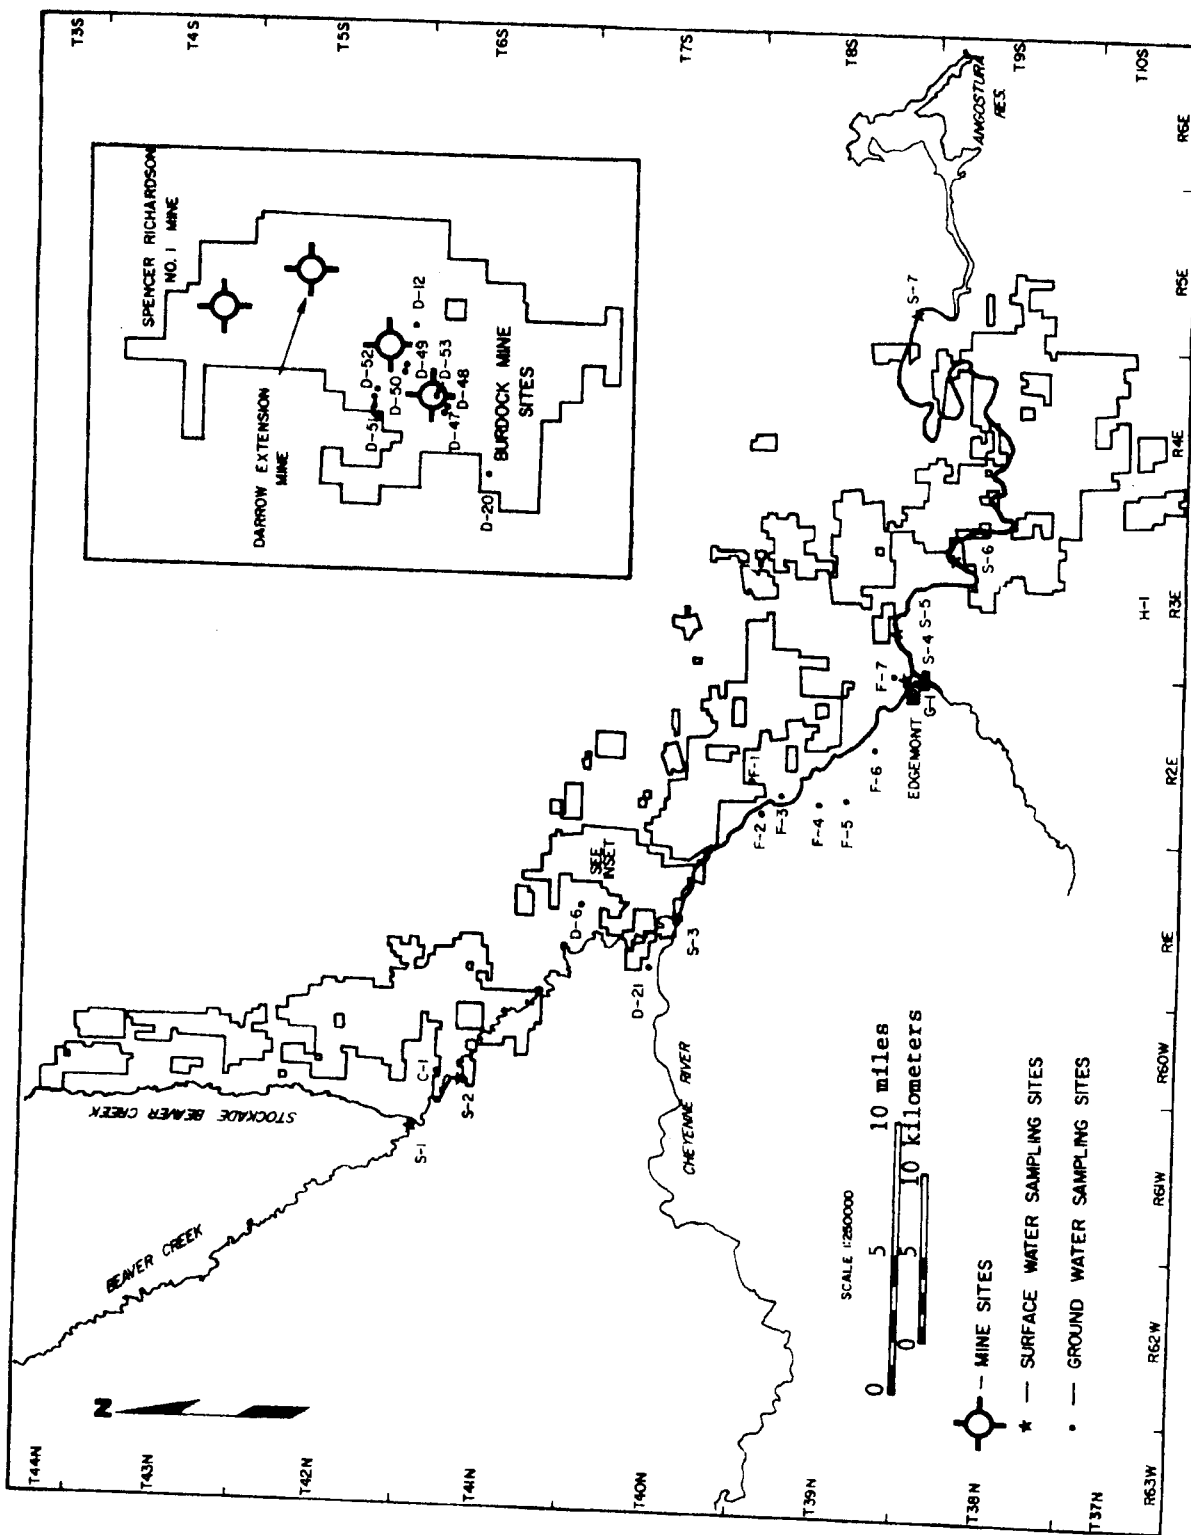 T3S
T4S
T5S
T6S
T7S
T8S
T9S
T10S
SPENCER RICHARDSON
NO. 1 MINE
DARROW EXTENSION
MINE
D-51
D-52
D-50
D-12
D-49
D-53
D-47
D-48
D-20
BURDOCK MINE
SITES
ANGOSTURA
RES.
T44N
T43N
T42N
T41N
T40N
T39N
T38N
T37N
N
BEAVER CREEK
STOCKADE BEAVER CREEK
S-1
C-1
S-2
D-6
SEE
INSET
D-21
S-3
CHEYENNE RIVER
F-1
F-2
F-3
F-4
F-5
F-6
F-7
EDGEMONT
G-1
S-4
S-5
S-6
S-7
H-1
SCALE 1:250000
0 5 10 miles
0 5 10 kilometers
— MINE SITES
★ — SURFACE WATER SAMPLING SITES
• — GROUND WATER SAMPLING SITES
R63W
R62W
R61W
R60W
R1E
R2E
R3E
R4E
R5E
R6E